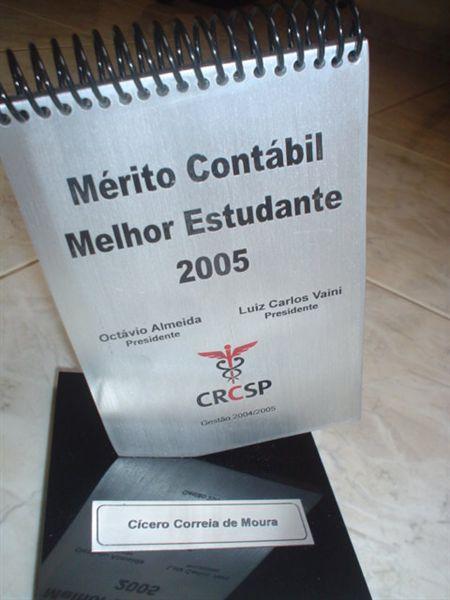 Mérito Contábil
Melhor Estudante
2005
Octávio Almeida
Presidente
Luiz Carlos Vaini
Presidente
CRCSP
Gestão 2004/2005
Cícero Correia de Moura